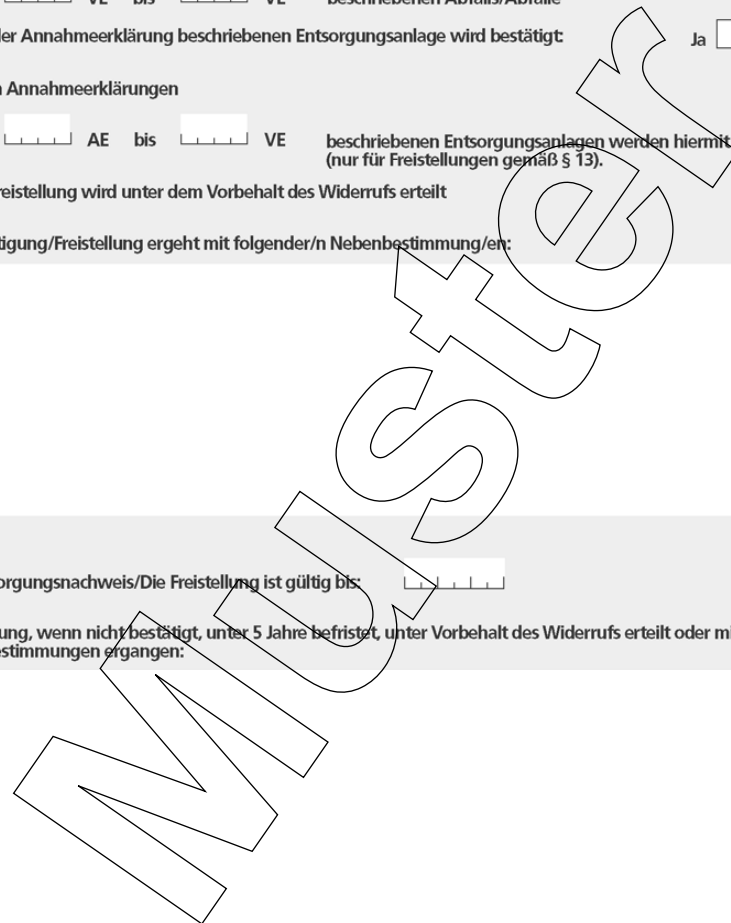 VE bis VE beschriebenen Abfalls/Abfälle
der Annahmeerklärung beschriebenen Entsorgungsanlage wird bestätigt: Ja
Annahmeerklärungen
AE bis VE beschriebenen Entsorgungsanlagen werden hiermit
(nur für Freistellungen gemäß § 13).
reistellung wird unter dem Vorbehalt des Widerrufs erteilt
tigung/Freistellung ergeht mit folgender/n Nebenbestimmung/en:
orgungsnachweis/Die Freistellung ist gültig bis:
ung, wenn nicht bestätigt, unter 5 Jahre befristet, unter Vorbehalt des Widerrufs erteilt oder mi
estimmungen ergangen:
Muster